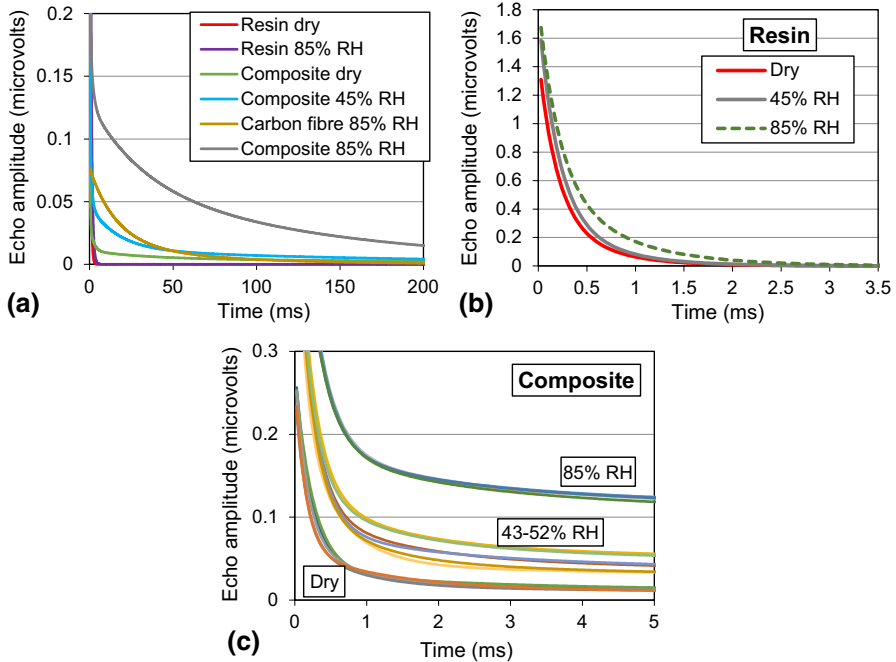 0.2
0.15
0.1
0.05
0
Echo amplitude (microvolts)
Resin dry
Resin 85% RH
Composite dry
Composite 45% RH
Carbon fibre 85% RH
Composite 85% RH
0 50 100 150 200
Time (ms)
(a)
1.8
1.6
1.4
1.2
1.0
0.8
0.6
0.4
0.2
0
Echo amplitude (microvolts)
Resin
Dry
45% RH
85% RH
0 0.5 1 1.5 2 2.5 3 3.5
Time (ms)
(b)
0.3
0.2
0.1
0
Echo amplitude (microvolts)
Composite
85% RH
43-52% RH
Dry
0 1 2 3 4 5
Time (ms)
(c)